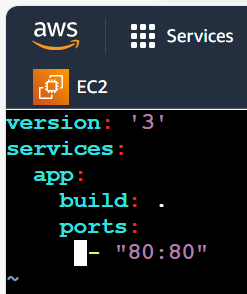 aws
Services
EC2
version: '3'
services:
  app:
    build: .
    ports:
      - "80:80"
~